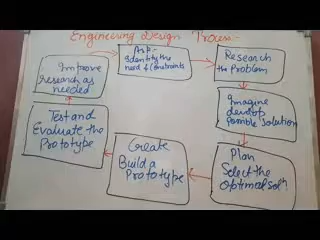 Engineering Design Process:-
Ask:-
Identity the
need & Constraints
Research
the Problem
Imagine
develop
Possible Solution
Plan
Select the
Optimal Solⁿ
Create
Build a
Prototype
Test and
Evaluate the
Prototype
Improve
research as
needed